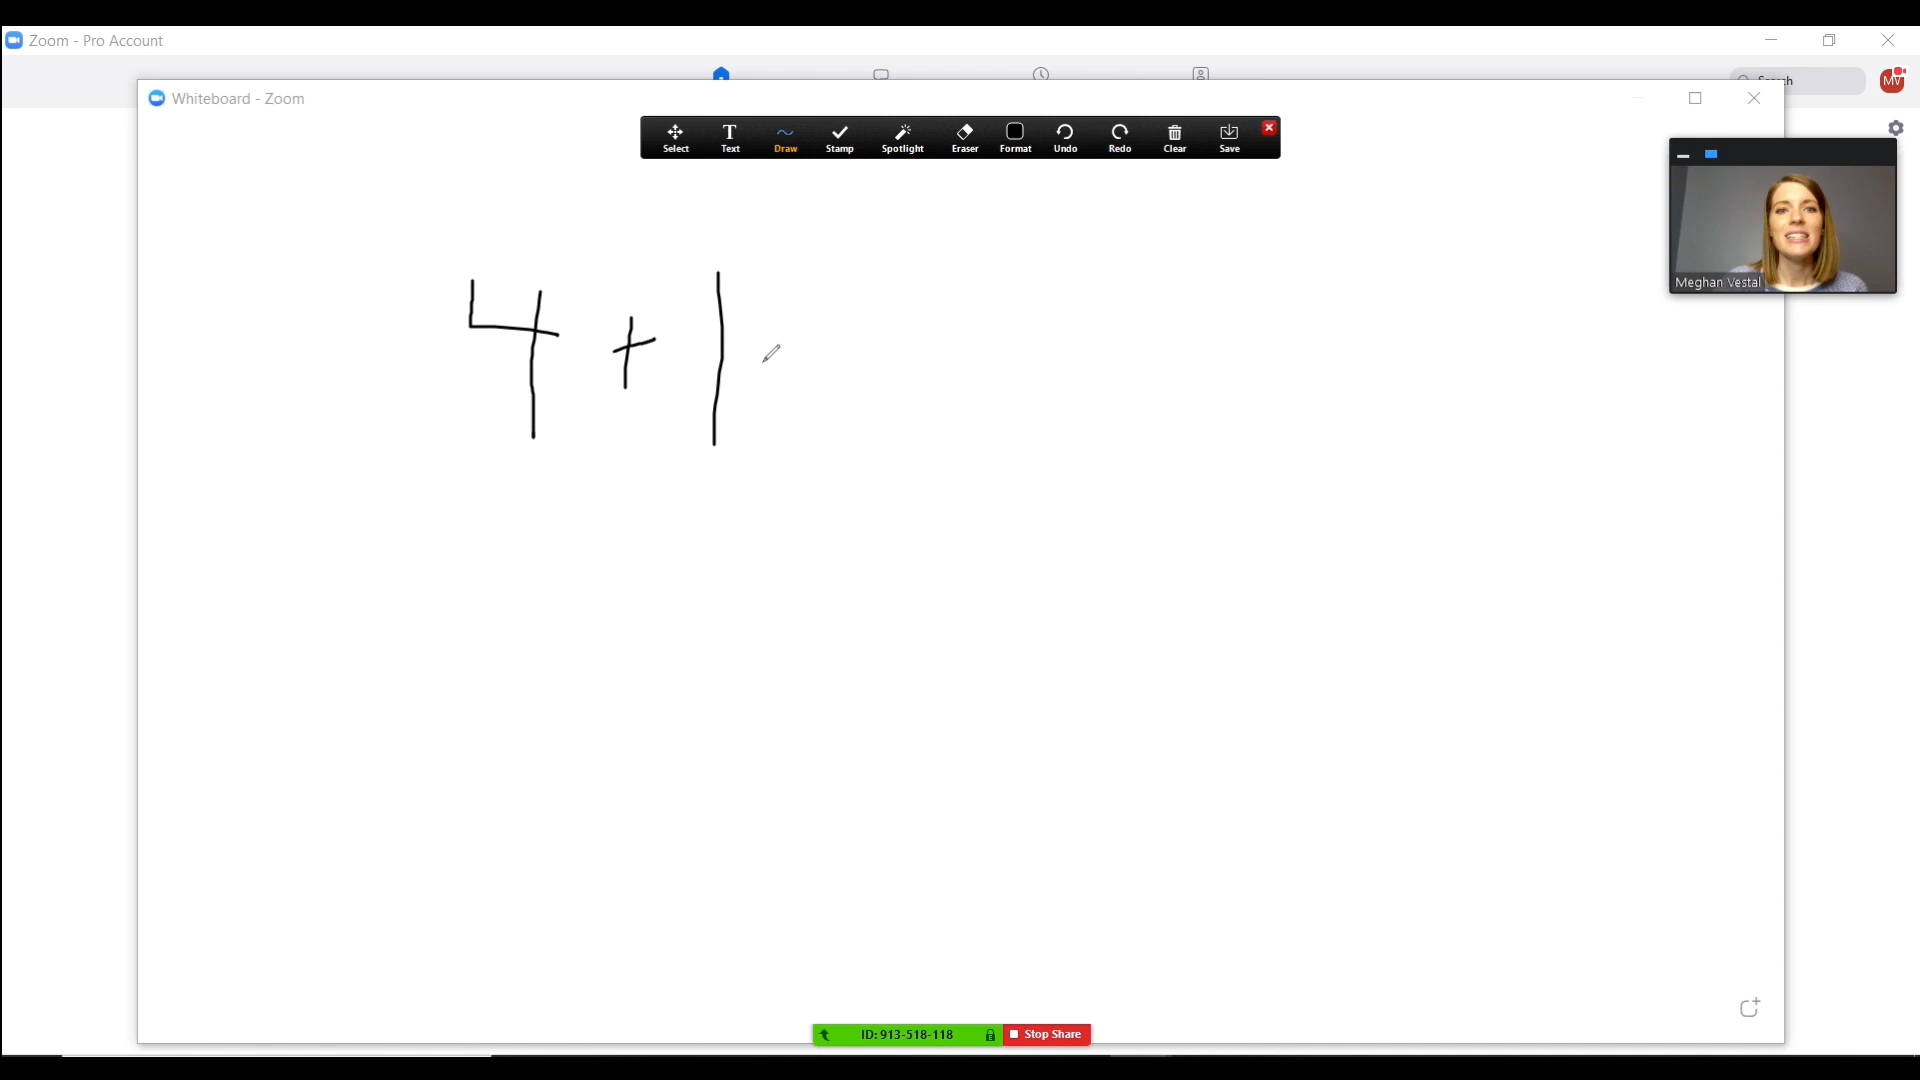 Zoom - Pro Account
Whiteboard - Zoom
MV
Select Text Draw Stamp Spotlight Eraser Format Undo Redo Clear Save
Meghan Vestal
4 + 1
ID: 913-518-118 Stop Share